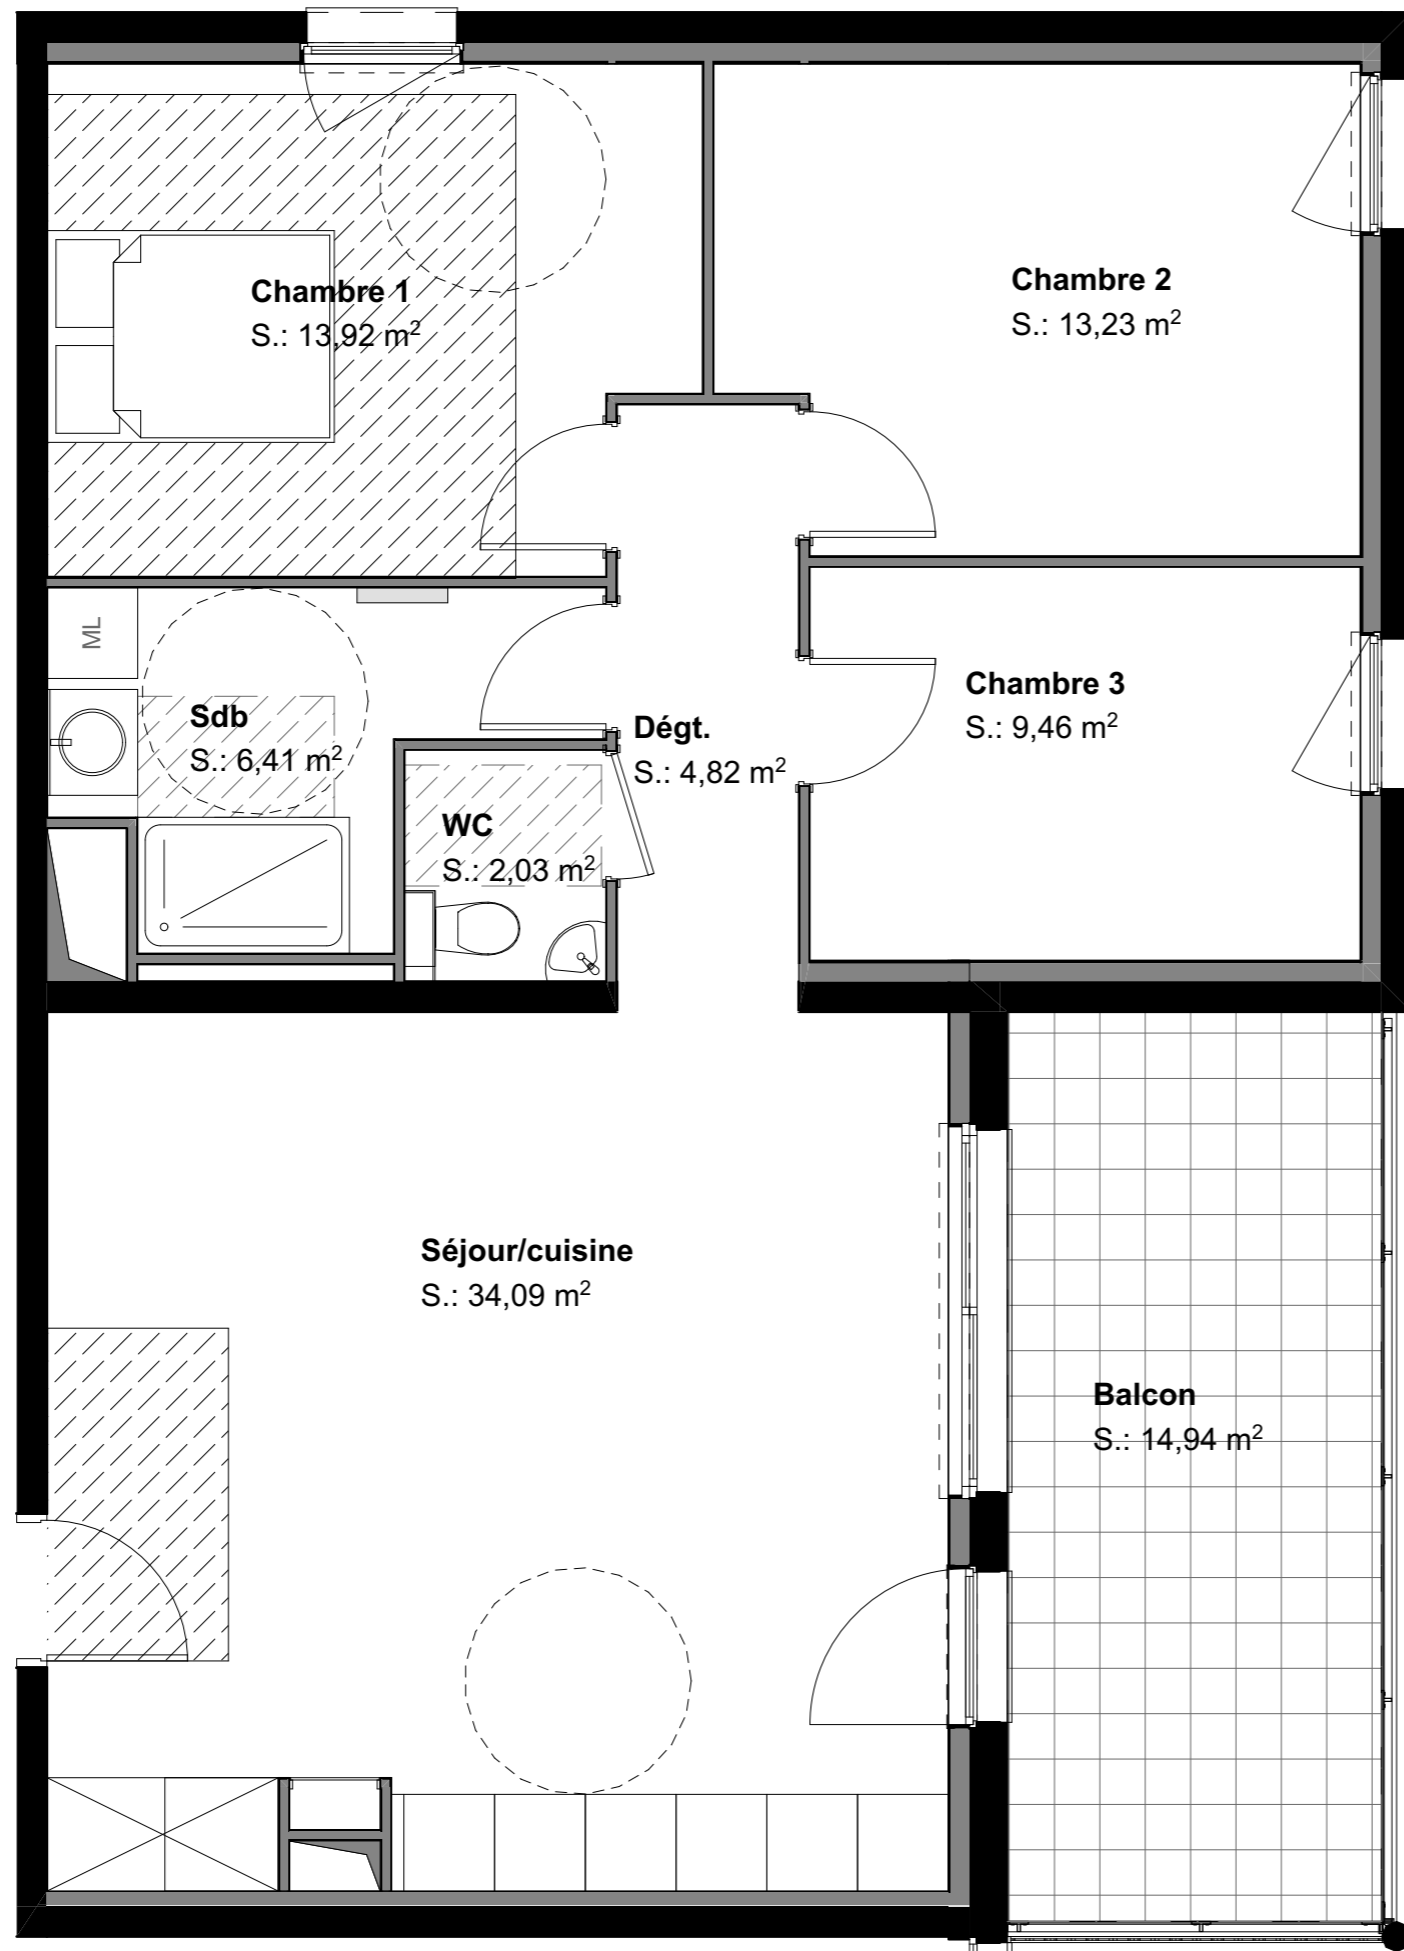 Chambre 1
S.: 13,92 m²
Chambre 2
S.: 13,23 m²
ML
Sdb
S.: 6,41 m²
Dégt.
S.: 4,82 m²
Chambre 3
S.: 9,46 m²
WC
S.: 2,03 m²
Séjour/cuisine
S.: 34,09 m²
Balcon
S.: 14,94 m²